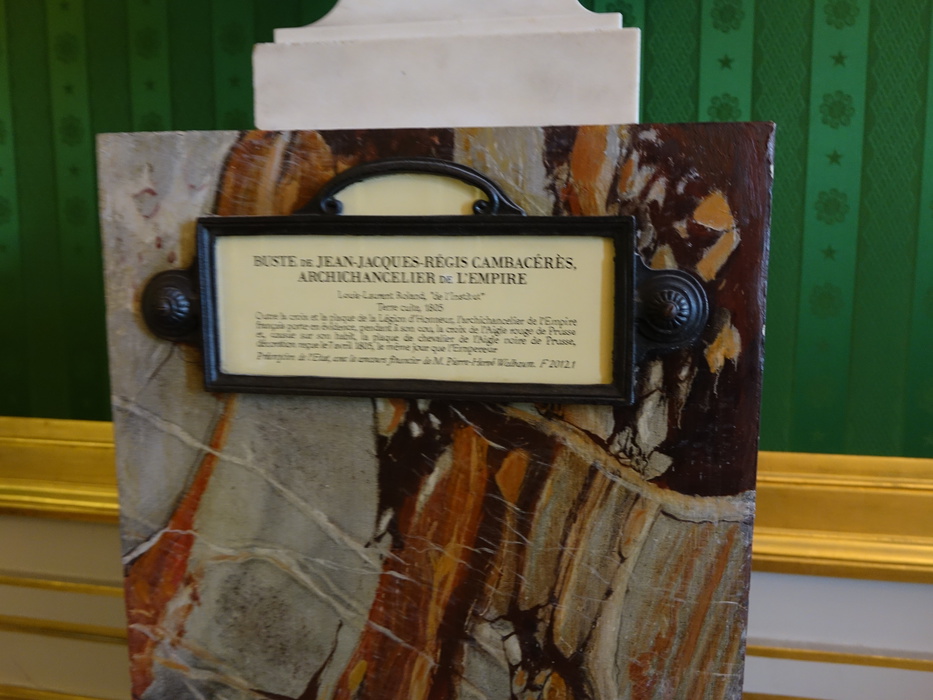 BUSTE DE JEAN-JACQUES-RÉGIS CAMBACÉRÈS,
ARCHICHANCELIER DE L'EMPIRE
Louis-Laurent Roland, "de l'Institut"
Terre cuite, 1805
Outre la croix et la plaque de la Légion d'Honneur, l'archichancelier de l'Empire
français porte en évidence, pendant à son cou, la croix de l'Aigle rouge de Prusse
et, cousue sur son habit, la plaque de chevalier de l'Aigle noire de Prusse,
décoration reçue le 1 avril 1805, le même jour que l'Empereur
Préemption de l'Etat, avec le concours financier de M. Pierre-Hervé Walbaum. F 2012.1